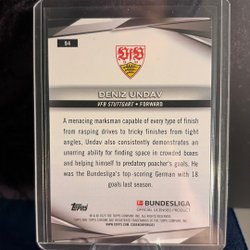 94
VfB
DENIZ UNDAV
VFB STUTTGART • FORWARD
A menacing marksman capable of every type of finish
from rasping drives to tricky finishes from tight
angles, Undav also consistently demonstrates an
unerring ability for finding space in crowded boxes
and helping himself to predatory poacher's goals. He
was the Bundesliga's top-scoring German with 18
goals last season.
topps
BUNDESLIGA
OFFICIAL LICENSED PRODUCT